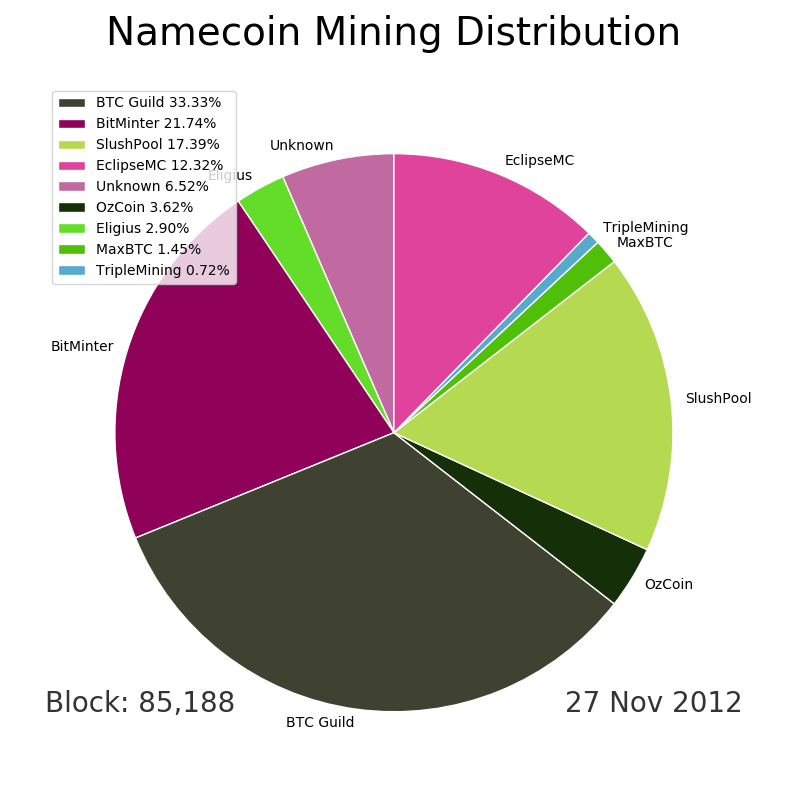 Namecoin Mining Distribution
BTC Guild 33.33%
BitMinter 21.74%
SlushPool 17.39%
EclipseMC 12.32%
Unknown 6.52%
OzCoin 3.62%
Eligius 2.90%
MaxBTC 1.45%
TripleMining 0.72%
Unknown
EclipseMC
Eligius
TripleMining
MaxBTC
BitMinter
SlushPool
OzCoin
Block: 85,188
27 Nov 2012
BTC Guild